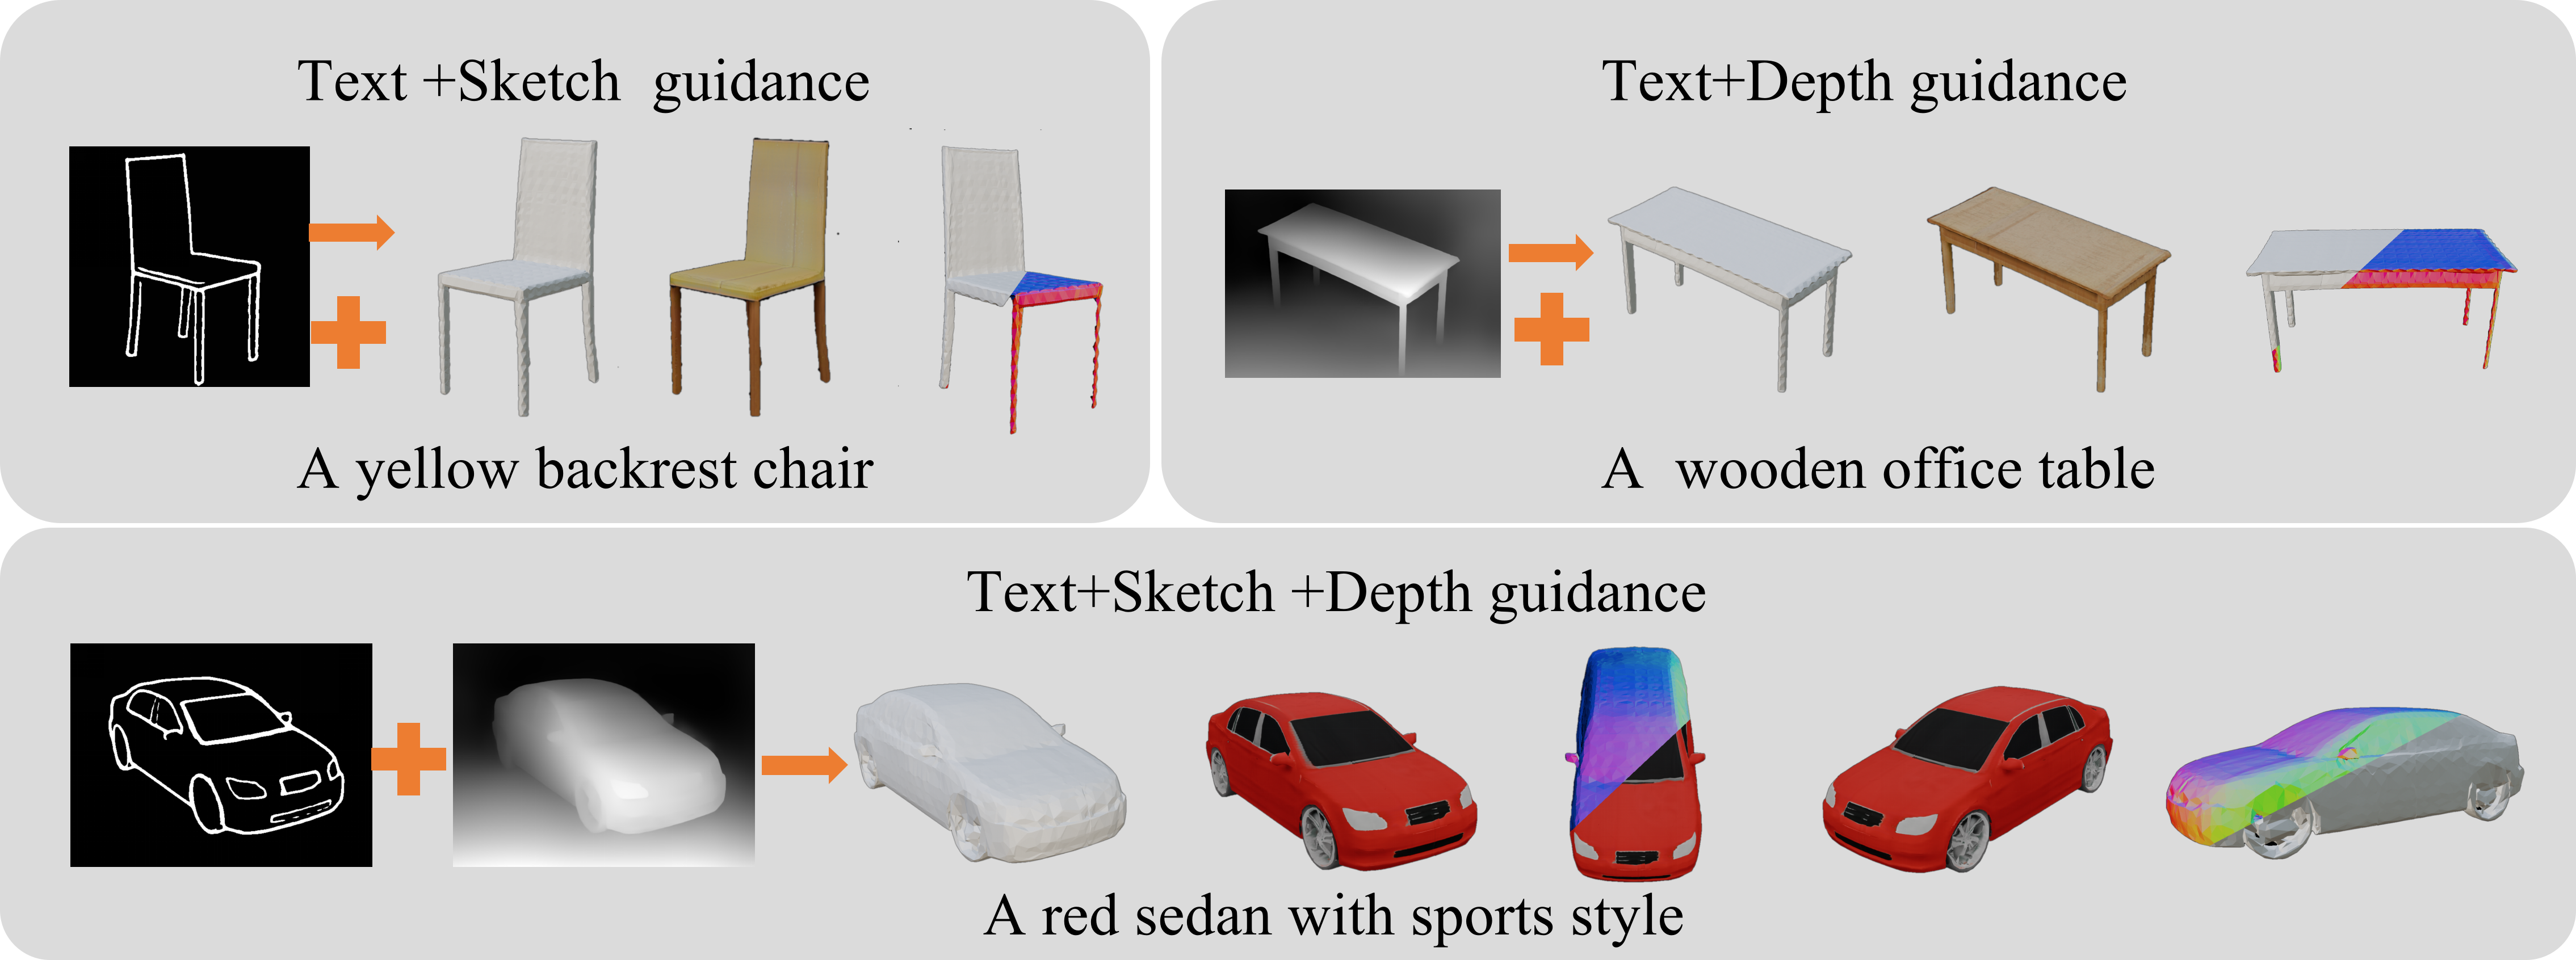 Text +Sketch guidance
A yellow backrest chair
Text+Depth guidance
A wooden office table
Text+Sketch +Depth guidance
A red sedan with sports style